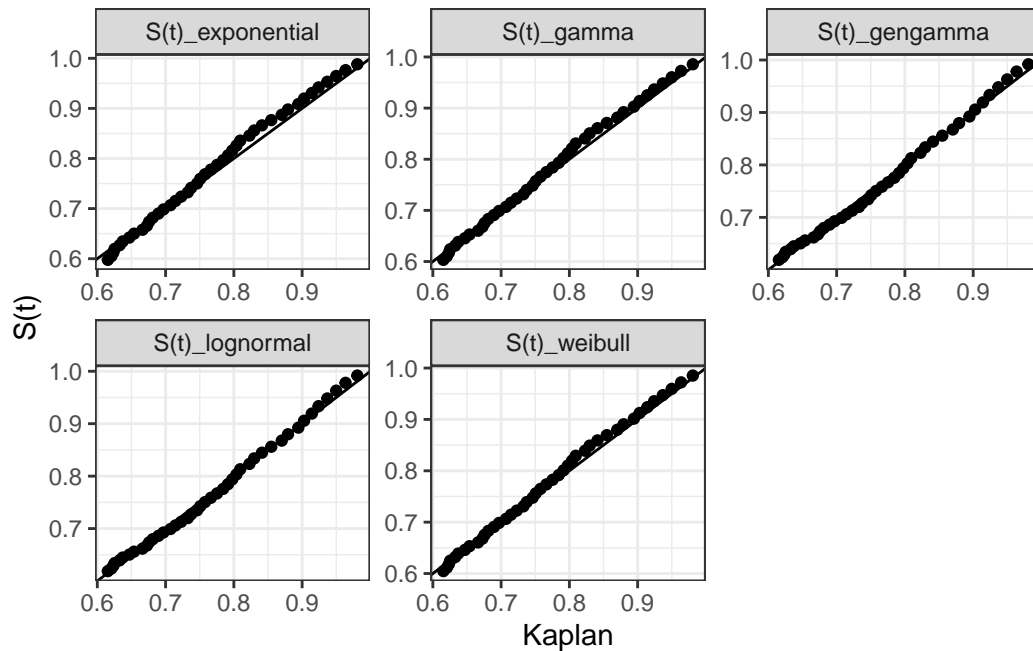 S(t)_exponential S(t)_gamma S(t)_gengamma
1.0 1.0 1.0
0.9 0.9 0.9
0.8 0.8 0.8
0.7 0.7 0.7
0.6 0.6
0.6 0.7 0.8 0.9 0.6 0.7 0.8 0.9 0.6 0.7 0.8 0.9
S(t)
S(t)_lognormal S(t)_weibull
1.0 1.0
0.9 0.9
0.8 0.8
0.7 0.7
0.6
0.6 0.7 0.8 0.9 0.6 0.7 0.8 0.9
Kaplan